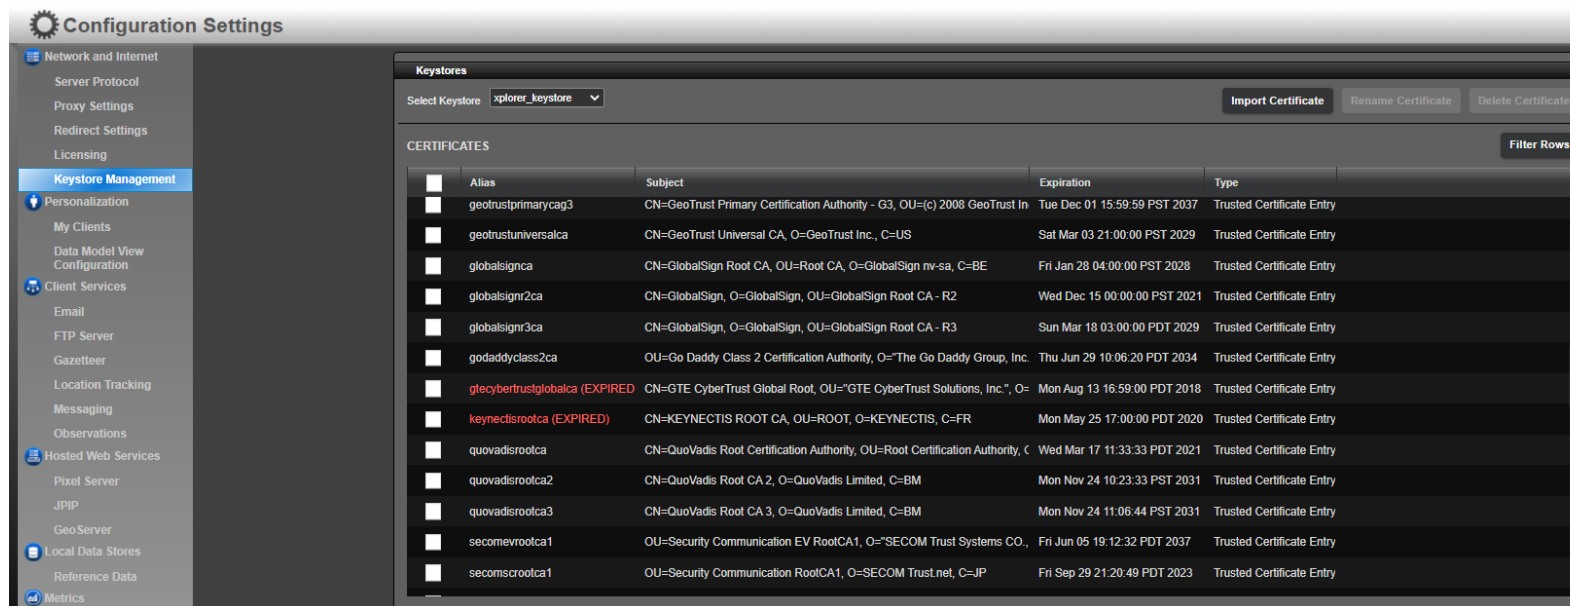 Configuration Settings
Network and Internet
Server Protocol
Proxy Settings
Redirect Settings
Licensing
Keystore Management
Personalization
My Clients
Data Model View
Configuration
Client Services
Email
FTP Server
Gazetteer
Location Tracking
Messaging
Observations
Hosted Web Services
Pixel Server
JPIP
GeoServer
Local Data Stores
Reference Data
Metrics
Keystores
Select Keystore xplorer_keystore Import Certificate Rename Certificate Delete Certificate
CERTIFICATES Filter Rows
Alias Subject Expiration Type
geotrustprimarycag3 CN=GeoTrust Primary Certification Authority - G3, OU=(c) 2008 GeoTrust In Tue Dec 01 15:59:59 PST 2037 Trusted Certificate Entry
geotrustuniversalca CN=GeoTrust Universal CA, O=GeoTrust Inc., C=US Sat Mar 03 21:00:00 PST 2029 Trusted Certificate Entry
globalsignca CN=GlobalSign Root CA, OU=Root CA, O=GlobalSign nv-sa, C=BE Fri Jan 28 04:00:00 PST 2028 Trusted Certificate Entry
globalsignr2ca CN=GlobalSign, O=GlobalSign, OU=GlobalSign Root CA - R2 Wed Dec 15 00:00:00 PST 2021 Trusted Certificate Entry
globalsignr3ca CN=GlobalSign, O=GlobalSign, OU=GlobalSign Root CA - R3 Sun Mar 18 03:00:00 PDT 2029 Trusted Certificate Entry
godaddyclass2ca OU=Go Daddy Class 2 Certification Authority, O="The Go Daddy Group, Inc. Thu Jun 29 10:06:20 PDT 2034 Trusted Certificate Entry
gtecybertrustglobalca (EXPIRED CN=GTE CyberTrust Global Root, OU="GTE CyberTrust Solutions, Inc.", O= Mon Aug 13 16:59:00 PDT 2018 Trusted Certificate Entry
keynectisrootca (EXPIRED) CN=KEYNECTIS ROOT CA, OU=ROOT, O=KEYNECTIS, C=FR Mon May 25 17:00:00 PDT 2020 Trusted Certificate Entry
quovadisrootca CN=QuoVadis Root Certification Authority, OU=Root Certification Authority, Wed Mar 17 11:33:33 PDT 2021 Trusted Certificate Entry
quovadisrootca2 CN=QuoVadis Root CA 2, O=QuoVadis Limited, C=BM Mon Nov 24 10:23:33 PST 2031 Trusted Certificate Entry
quovadisrootca3 CN=QuoVadis Root CA 3, O=QuoVadis Limited, C=BM Mon Nov 24 11:06:44 PST 2031 Trusted Certificate Entry
secomevrootca1 OU=Security Communication EV RootCA1, O="SECOM Trust Systems CO., Fri Jun 05 19:12:32 PDT 2037 Trusted Certificate Entry
secomscrootca1 OU=Security Communication RootCA1, O=SECOM Trust.net, C=JP Fri Sep 29 21:20:49 PDT 2023 Trusted Certificate Entry